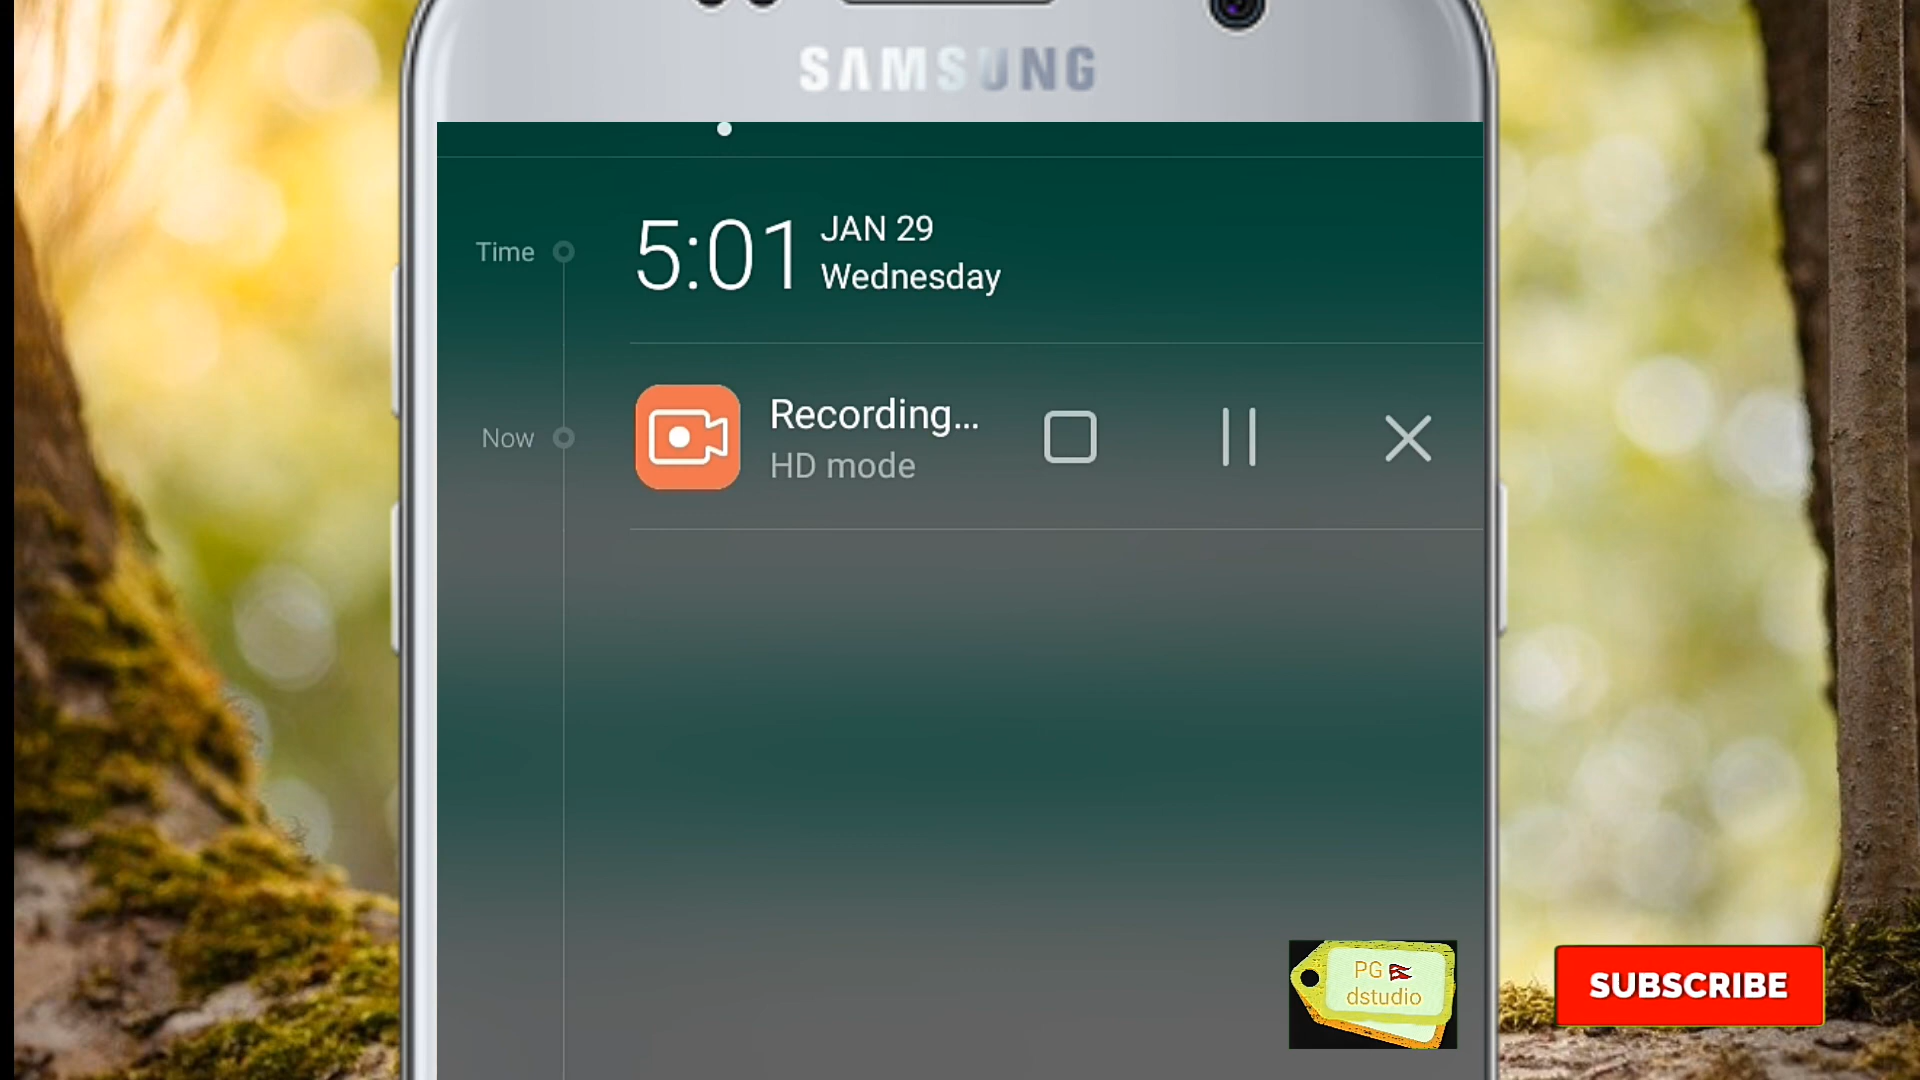 SAMSUNG
Time
5:01
JAN 29
Wednesday
Now
Recording...
HD mode
PG
dstudio
SUBSCRIBE